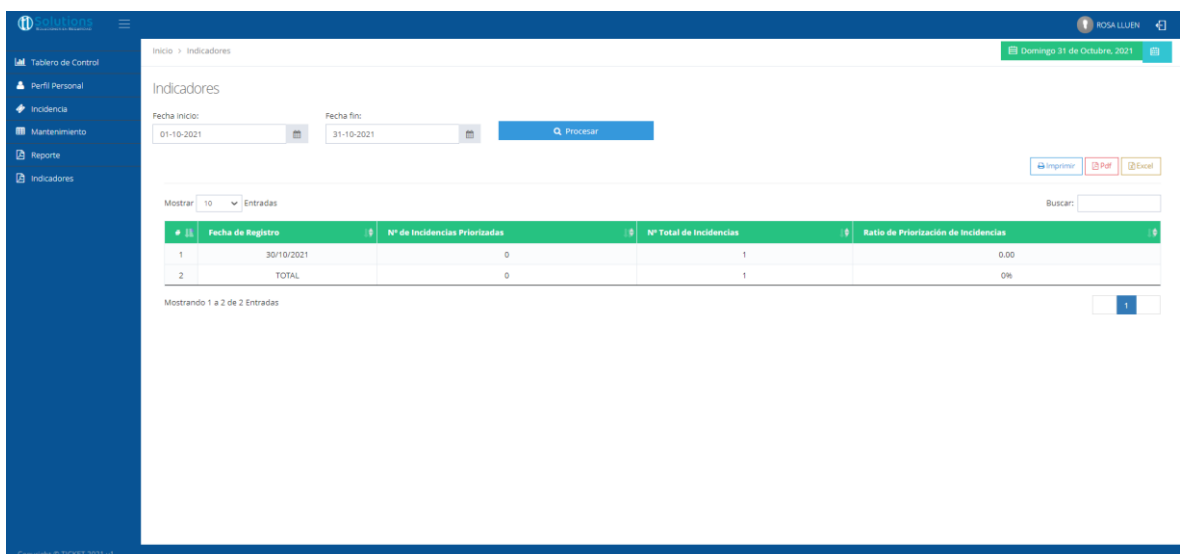 Solutions
ROSA LLUEN
Tablero de Control
Perfil Personal
Incidencia
Mantenimiento
Reporte
Indicadores
Inicio > Indicadores
Domingo 31 de Octubre, 2021
Indicadores
Fecha inicio:
Fecha fin:
01-10-2021
31-10-2021
Procesar
Imprimir
Pdf
Excel
Mostrar 10 Entradas
Buscar:
# Fecha de Registro N° de Incidencias Priorizadas N° Total de Incidencias Ratio de Priorización de Incidencias
1 30/10/2021 0 1 0.00
2 TOTAL 0 1 0%
Mostrando 1 a 2 de 2 Entradas
1